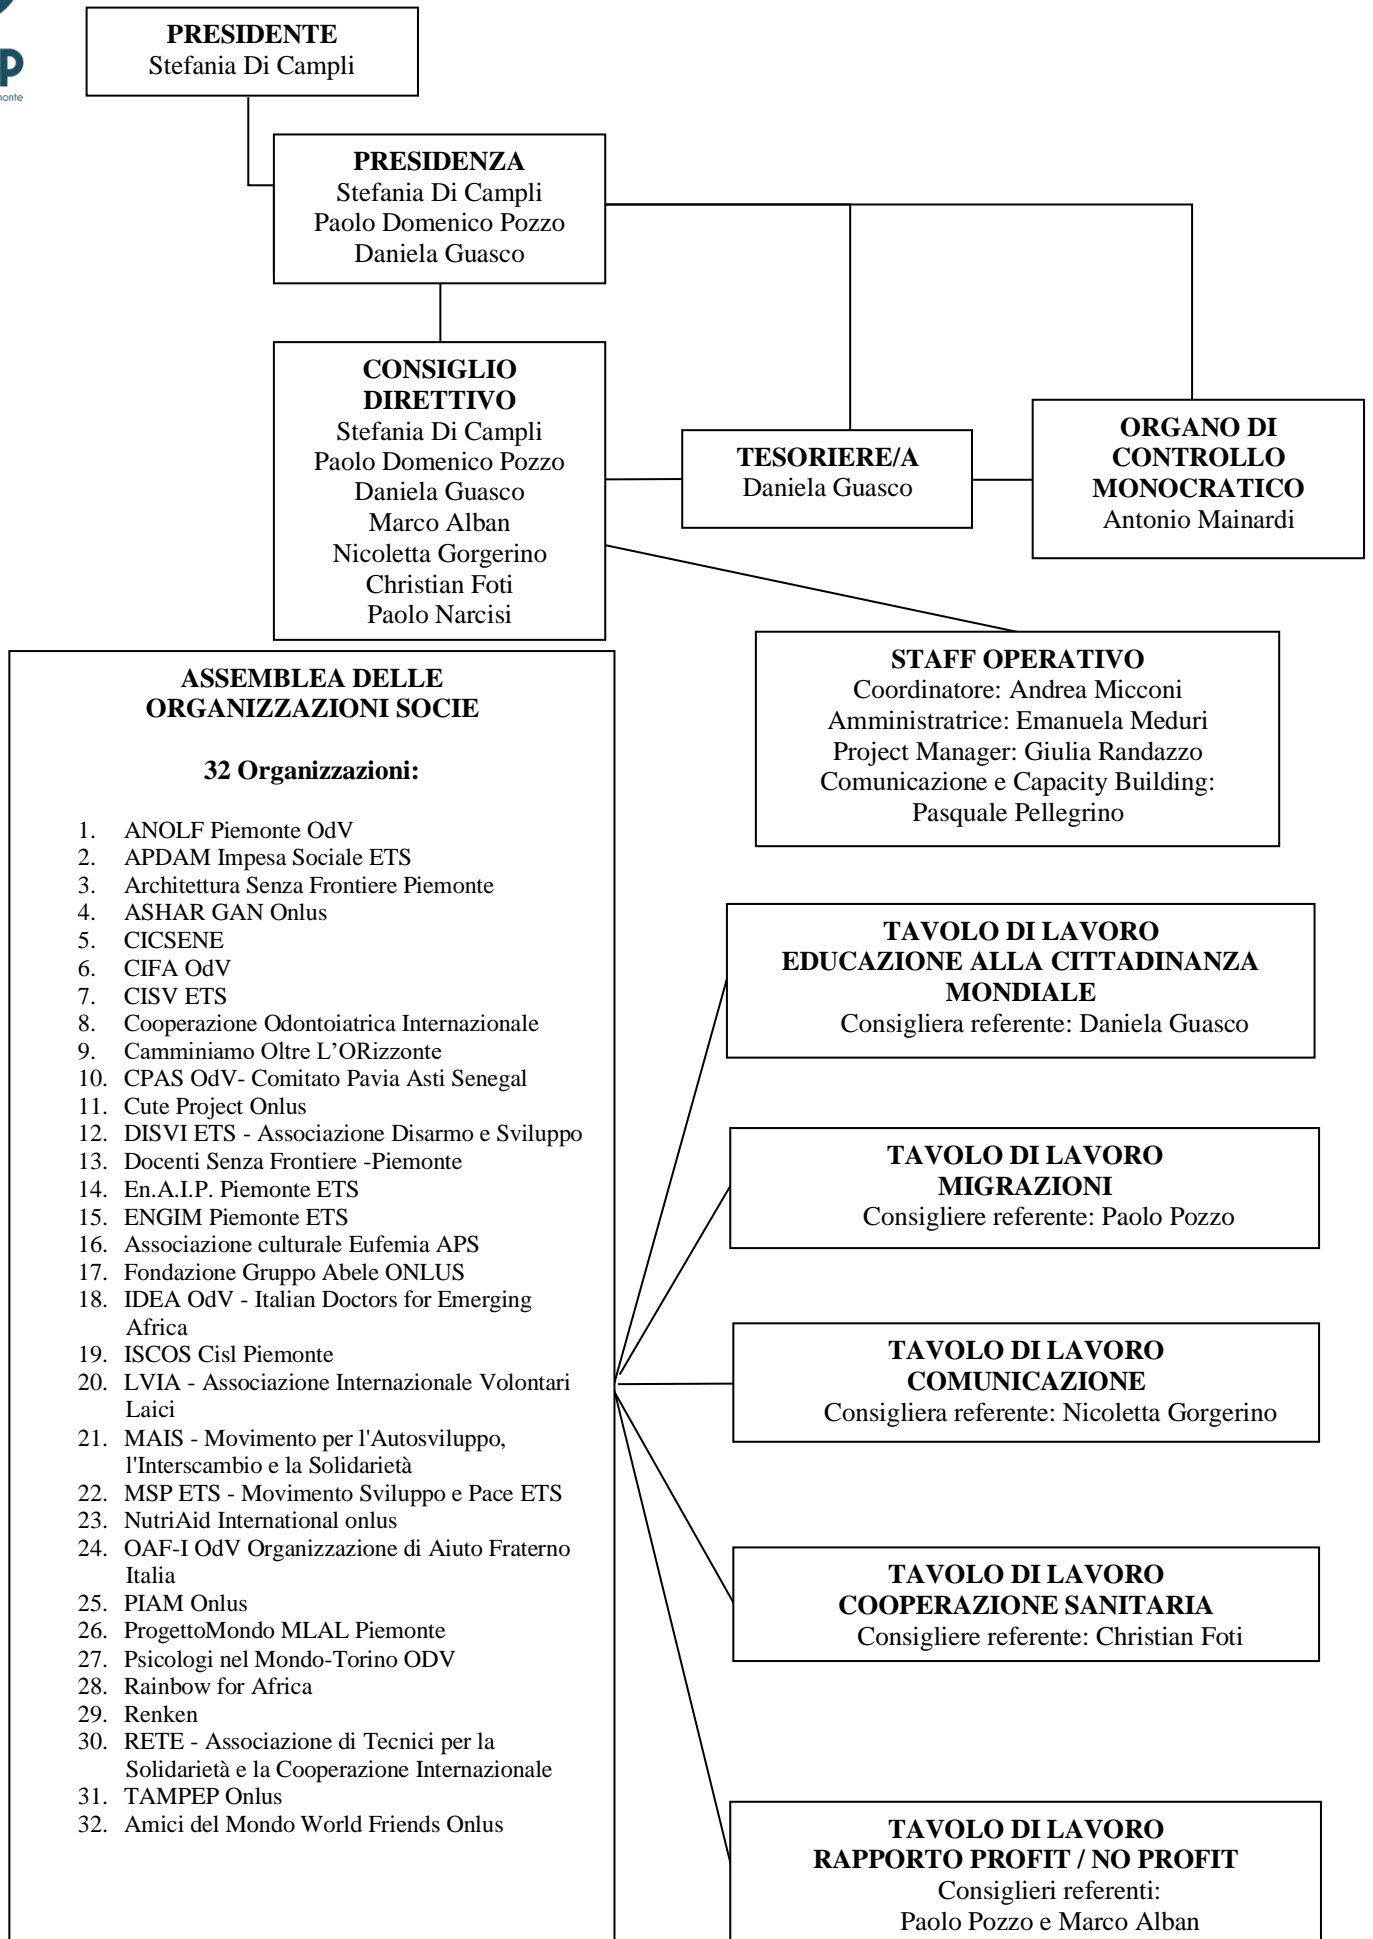 P
PRESIDENTE
Stefania Di Campli
PRESIDENZA
Stefania Di Campli
Paolo Domenico Pozzo
Daniela Guasco
CONSIGLIO
DIRETTIVO
Stefania Di Campli
Paolo Domenico Pozzo
Daniela Guasco
Marco Alban
Nicoletta Gorgerino
Christian Foti
Paolo Narcisi
TESORIERE/A
Daniela Guasco
ORGANO DI
CONTROLLO
MONOCRATICO
Antonio Mainardi
STAFF OPERATIVO
Coordinatore: Andrea Micconi
Amministratrice: Emanuela Meduri
Project Manager: Giulia Randazzo
Comunicazione e Capacity Building:
Pasquale Pellegrino
ASSEMBLEA DELLE
ORGANIZZAZIONI SOCIE
32 Organizzazioni:
1. ANOLF Piemonte OdV
2. APDAM Impesa Sociale ETS
3. Architettura Senza Frontiere Piemonte
4. ASHAR GAN Onlus
5. CICSENE
6. CIFA OdV
7. CISV ETS
8. Cooperazione Odontoiatrica Internazionale
9. Camminiamo Oltre L’ORizzonte
10. CPAS OdV- Comitato Pavia Asti Senegal
11. Cute Project Onlus
12. DISVI ETS - Associazione Disarmo e Sviluppo
13. Docenti Senza Frontiere -Piemonte
14. En.A.I.P. Piemonte ETS
15. ENGIM Piemonte ETS
16. Associazione culturale Eufemia APS
17. Fondazione Gruppo Abele ONLUS
18. IDEA OdV - Italian Doctors for Emerging
Africa
19. ISCOS Cisl Piemonte
20. LVIA - Associazione Internazionale Volontari
Laici
21. MAIS - Movimento per l'Autosviluppo,
l'Interscambio e la Solidarietà
22. MSP ETS - Movimento Sviluppo e Pace ETS
23. NutriAid International onlus
24. OAF-I OdV Organizzazione di Aiuto Fraterno
Italia
25. PIAM Onlus
26. ProgettoMondo MLAL Piemonte
27. Psicologi nel Mondo-Torino ODV
28. Rainbow for Africa
29. Renken
30. RETE - Associazione di Tecnici per la
Solidarietà e la Cooperazione Internazionale
31. TAMPEP Onlus
32. Amici del Mondo World Friends Onlus
TAVOLO DI LAVORO
EDUCAZIONE ALLA CITTADINANZA
MONDIALE
Consigliera referente: Daniela Guasco
TAVOLO DI LAVORO
MIGRAZIONI
Consigliere referente: Paolo Pozzo
TAVOLO DI LAVORO
COMUNICAZIONE
Consigliera referente: Nicoletta Gorgerino
TAVOLO DI LAVORO
COOPERAZIONE SANITARIA
Consigliere referente: Christian Foti
TAVOLO DI LAVORO
RAPPORTO PROFIT / NO PROFIT
Consiglieri referenti:
Paolo Pozzo e Marco Alban